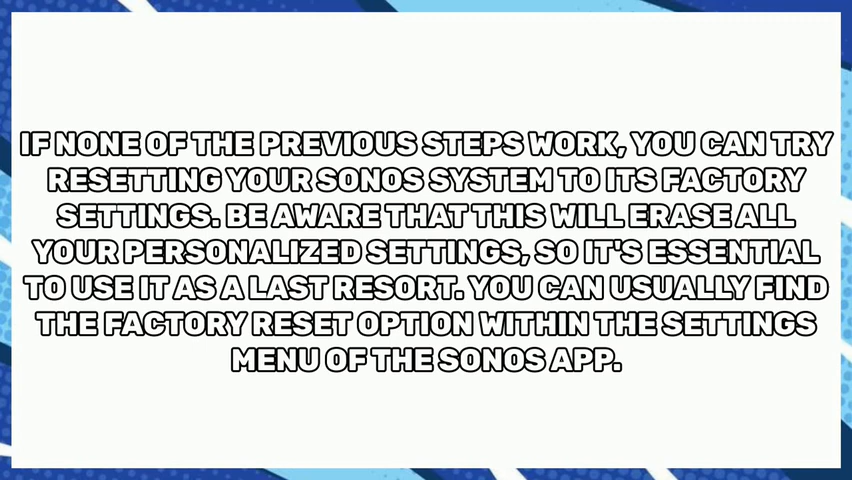 IF NONE OF THE PREVIOUS STEPS WORK, YOU CAN TRY
RESETTING YOUR SONOS SYSTEM TO ITS FACTORY
SETTINGS. BE AWARE THAT THIS WILL ERASE ALL
YOUR PERSONALIZED SETTINGS, SO IT'S ESSENTIAL
TO USE IT AS A LAST RESORT. YOU CAN USUALLY FIND
THE FACTORY RESET OPTION WITHIN THE SETTINGS
MENU OF THE SONOS APP.